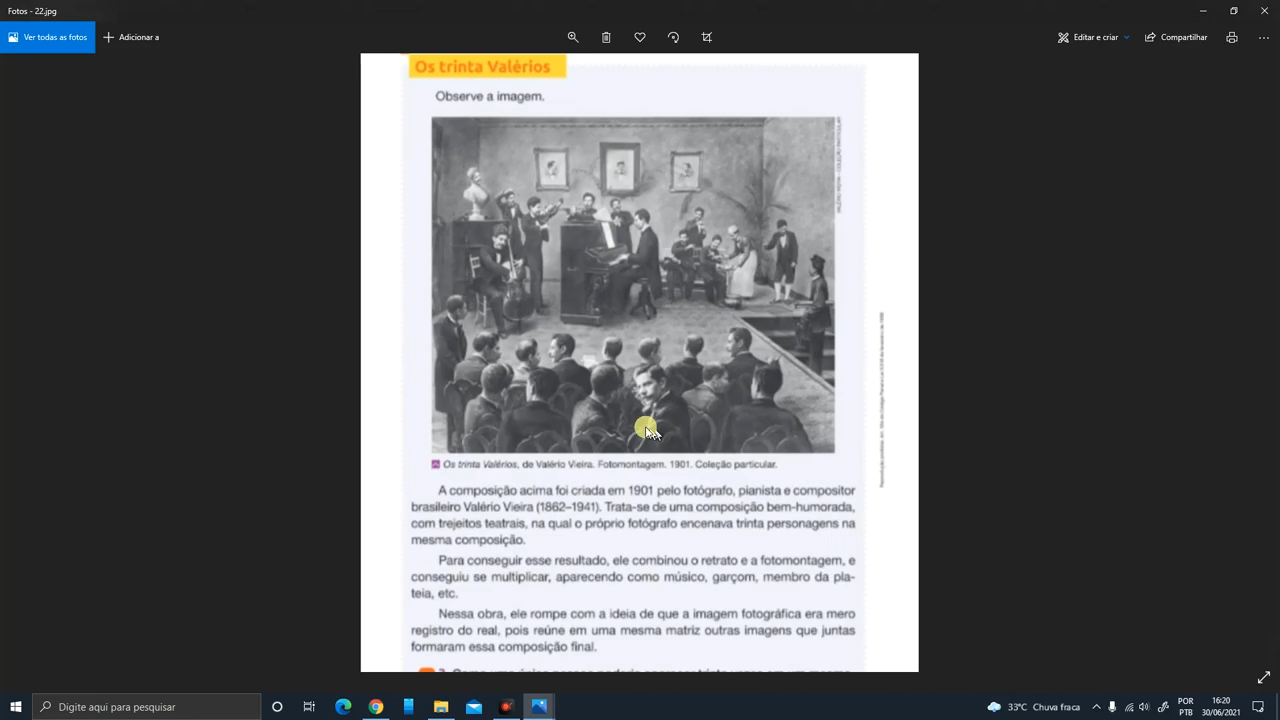 Fotos - 22.jpg
Ver todas as fotos
Adicionar a
Editar e criar
Compartilhar
Os trinta Valérios
Observe a imagem.
VALÉRIO VIEIRA - COLEÇÃO PARTICULAR
Os trinta Valérios, de Valério Vieira. Fotomontagem. 1901. Coleção particular.
A composição acima foi criada em 1901 pelo fotógrafo, pianista e compositor
brasileiro Valério Vieira (1862–1941). Trata-se de uma composição bem-humorada,
com trejeitos teatrais, na qual o próprio fotógrafo encenava trinta personagens na
mesma composição.
Para conseguir esse resultado, ele combinou o retrato e a fotomontagem, e
conseguiu se multiplicar, aparecendo como músico, garçom, membro da pla-
teia, etc.
Nessa obra, ele rompe com a ideia de que a imagem fotográfica era mero
registro do real, pois reúne em uma mesma matriz outras imagens que juntas
formaram essa composição final.
Digite aqui para pesquisar
33°C Chuva fraca
POR
PTB
16:20
30/06/2021